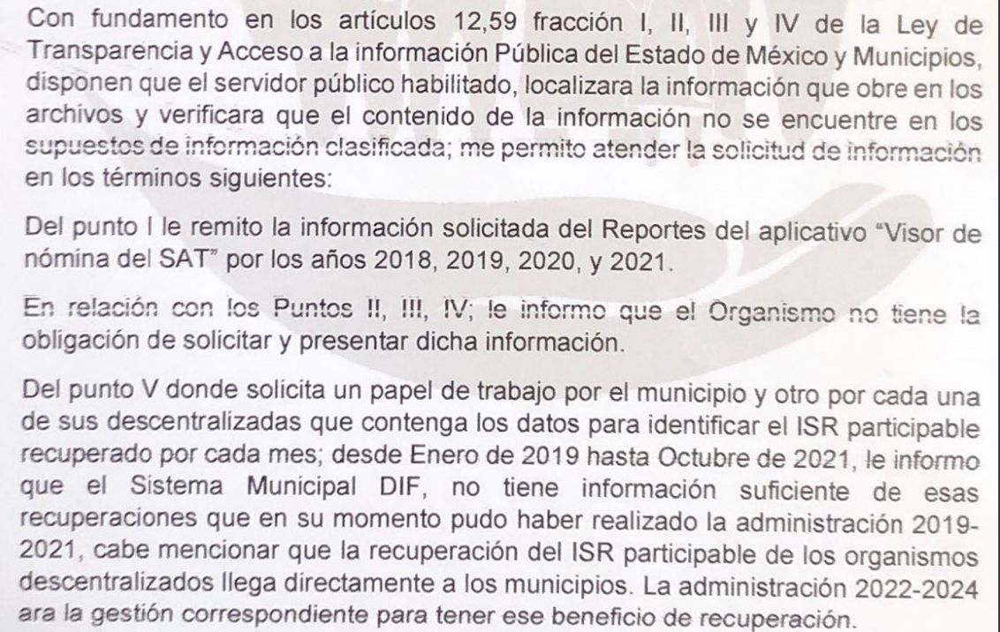 Con fundamento en los artículos 12,59 fracción I, II, III y IV de la Ley de
Transparencia y Acceso a la información Pública del Estado de México y Municipios,
disponen que el servidor público habilitado, localizara la información que obre en los
archivos y verificara que el contenido de la información no se encuentre en los
supuestos de información clasificada; me permito atender la solicitud de información
en los términos siguientes:
Del punto I le remito la información solicitada del Reportes del aplicativo “Visor de
nómina del SAT” por los años 2018, 2019, 2020, y 2021.
En relación con los Puntos II, III, IV; le informo que el Organismo no tiene la
obligación de solicitar y presentar dicha información.
Del punto V donde solicita un papel de trabajo por el municipio y otro por cada una
de sus descentralizadas que contenga los datos para identificar el ISR participable
recuperado por cada mes; desde Enero de 2019 hasta Octubre de 2021, le informo
que el Sistema Municipal DIF, no tiene información suficiente de esas
recuperaciones que en su momento pudo haber realizado la administración 2019-
2021, cabe mencionar que la recuperación del ISR participable de los organismos
descentralizados llega directamente a los municipios. La administración 2022-2024
ara la gestión correspondiente para tener ese beneficio de recuperación.